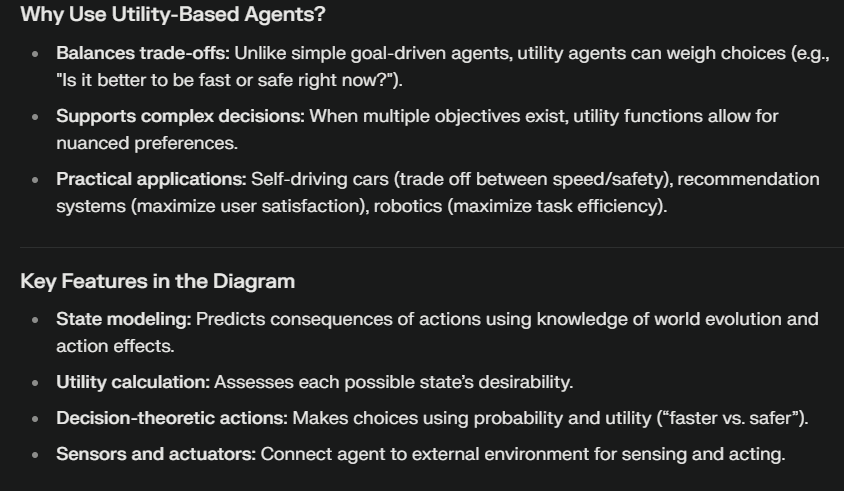 Why Use Utility-Based Agents?
Balances trade-offs: Unlike simple goal-driven agents, utility agents can weigh choices (e.g.,
"Is it better to be fast or safe right now?").
Supports complex decisions: When multiple objectives exist, utility functions allow for
nuanced preferences.
Practical applications: Self-driving cars (trade off between speed/safety), recommendation
systems (maximize user satisfaction), robotics (maximize task efficiency).
Key Features in the Diagram
State modeling: Predicts consequences of actions using knowledge of world evolution and
action effects.
Utility calculation: Assesses each possible state’s desirability.
Decision-theoretic actions: Makes choices using probability and utility (“faster vs. safer”).
Sensors and actuators: Connect agent to external environment for sensing and acting.